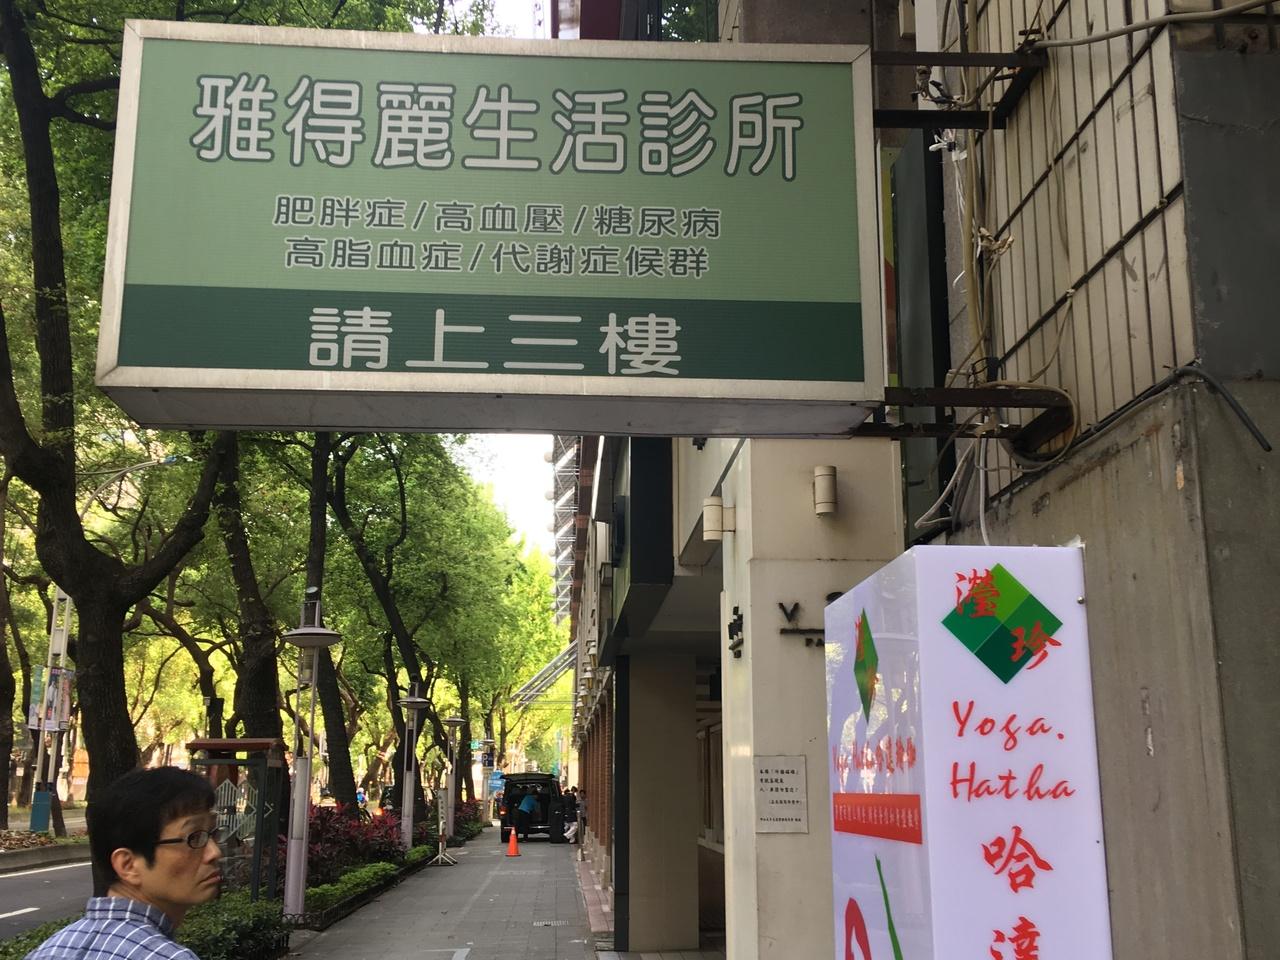 雅得麗生活診所
肥胖症/高血壓/糖尿病
高脂血症/代謝症候群
請上三樓
瀅
珍
Yoga.
Hatha
哈
達